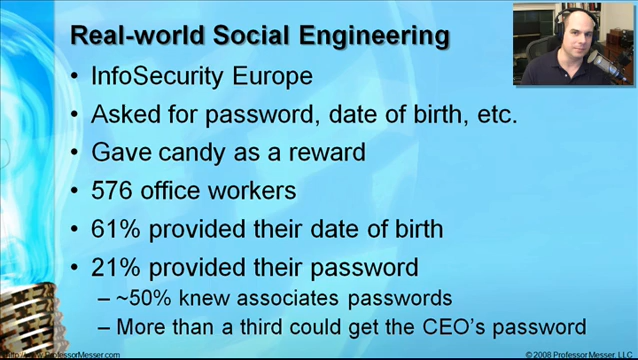 Real-world Social Engineering
• InfoSecurity Europe
• Asked for password, date of birth, etc.
• Gave candy as a reward
• 576 office workers
• 61% provided their date of birth
• 21% provided their password
– ~50% knew associates passwords
– More than a third could get the CEO's password
http://www.ProfessorMesser.com
© 2008 Professor Messer, LLC